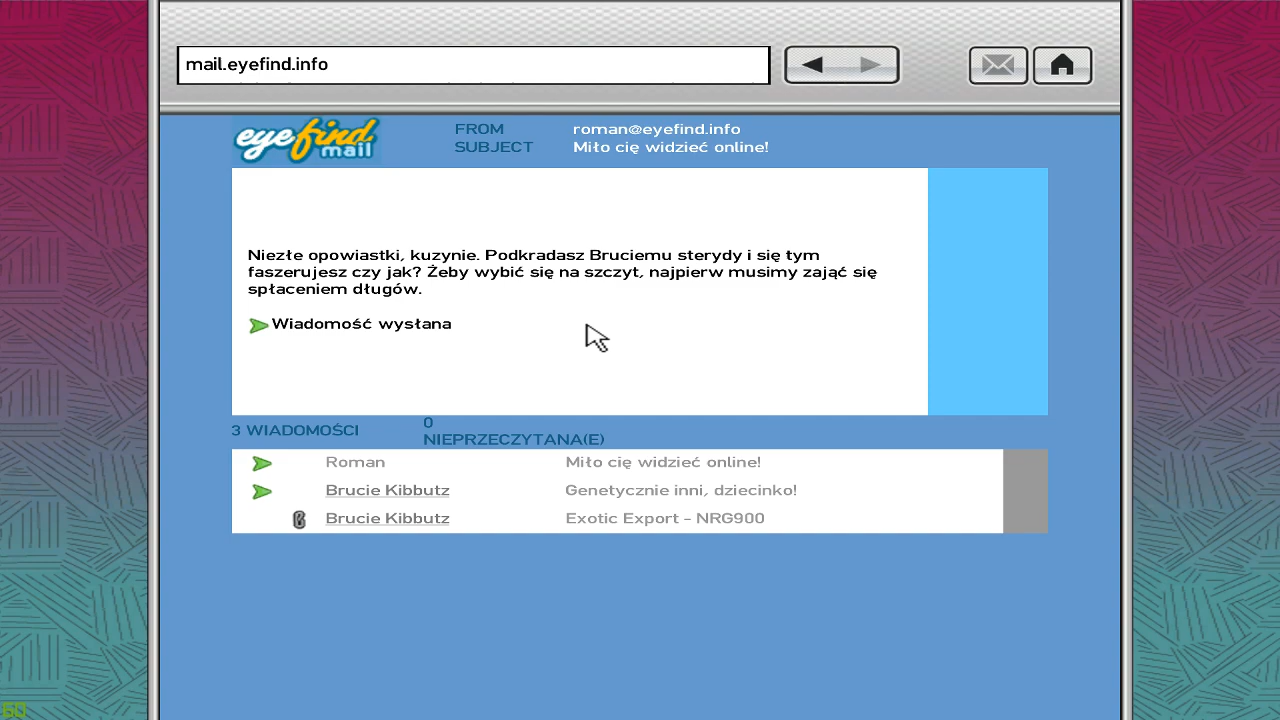 mail.eyefind.info
eyefind
mail
FROM
roman@eyefind.info
SUBJECT
Miło cię widzieć online!
Niezłe opowiastki, kuzynie. Podkradasz Bruciemu sterydy i się tym
faszerujesz czy jak? Żeby wybić się na szczyt, najpierw musimy zająć się
spłaceniem długów.
Wiadomość wysłana
3 WIADOMOŚCI
0
NIEPRZECZYTANA(E)
Roman Miło cię widzieć online!
Brucie Kibbutz Genetycznie inni, dziecinko!
Brucie Kibbutz Exotic Export - NRG900
60